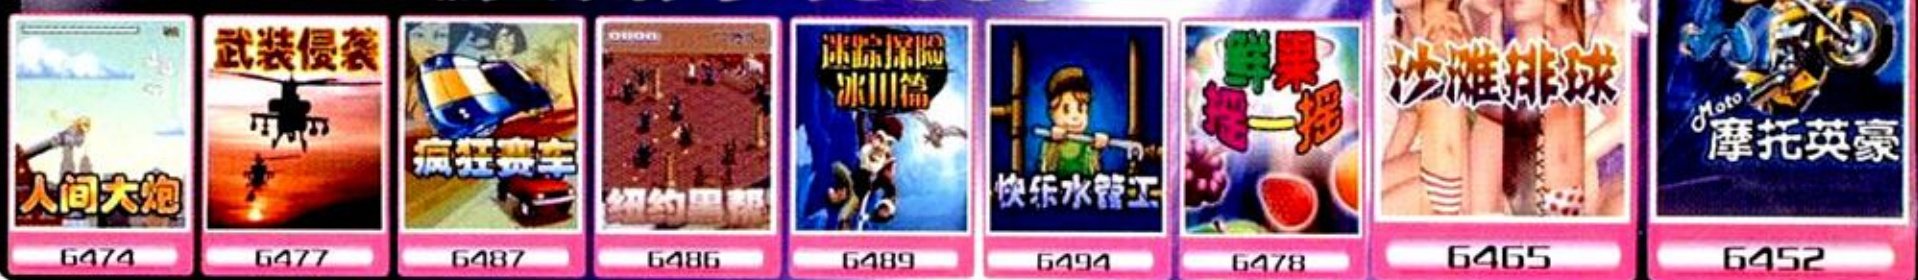 人间大炮
6474
武装侵袭
6477
疯狂赛车
6487
纽约黑帮
6486
迷踪探险
冰川篇
6489
快乐水管工
6494
鲜果
摇一摇
6478
沙滩排球
6465
Moto
摩托英豪
6452